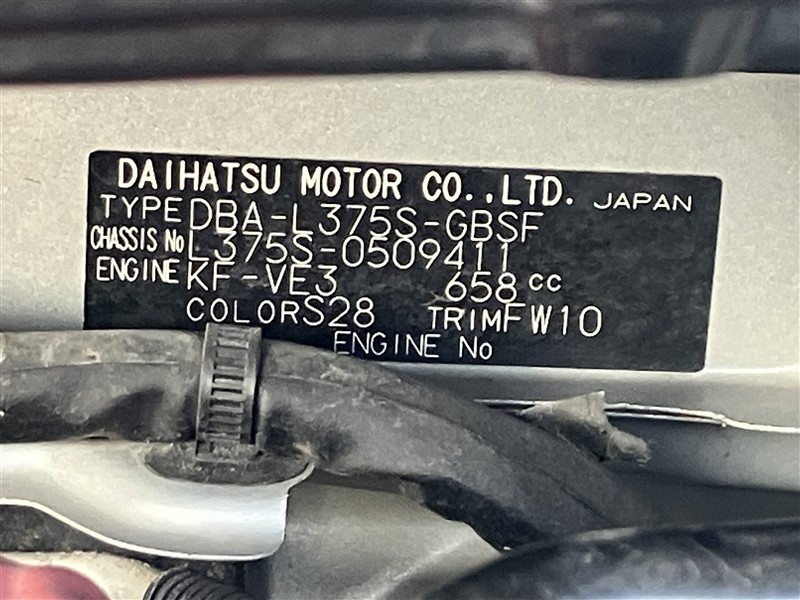 DAIHATSU MOTOR CO.,LTD. JAPAN
TYPE DBA-L375S-GBSF
CHASSIS No L375S-0509411
ENGINE KF-VE3 658 cc
COLOR S28 TRIM FW10
ENGINE No